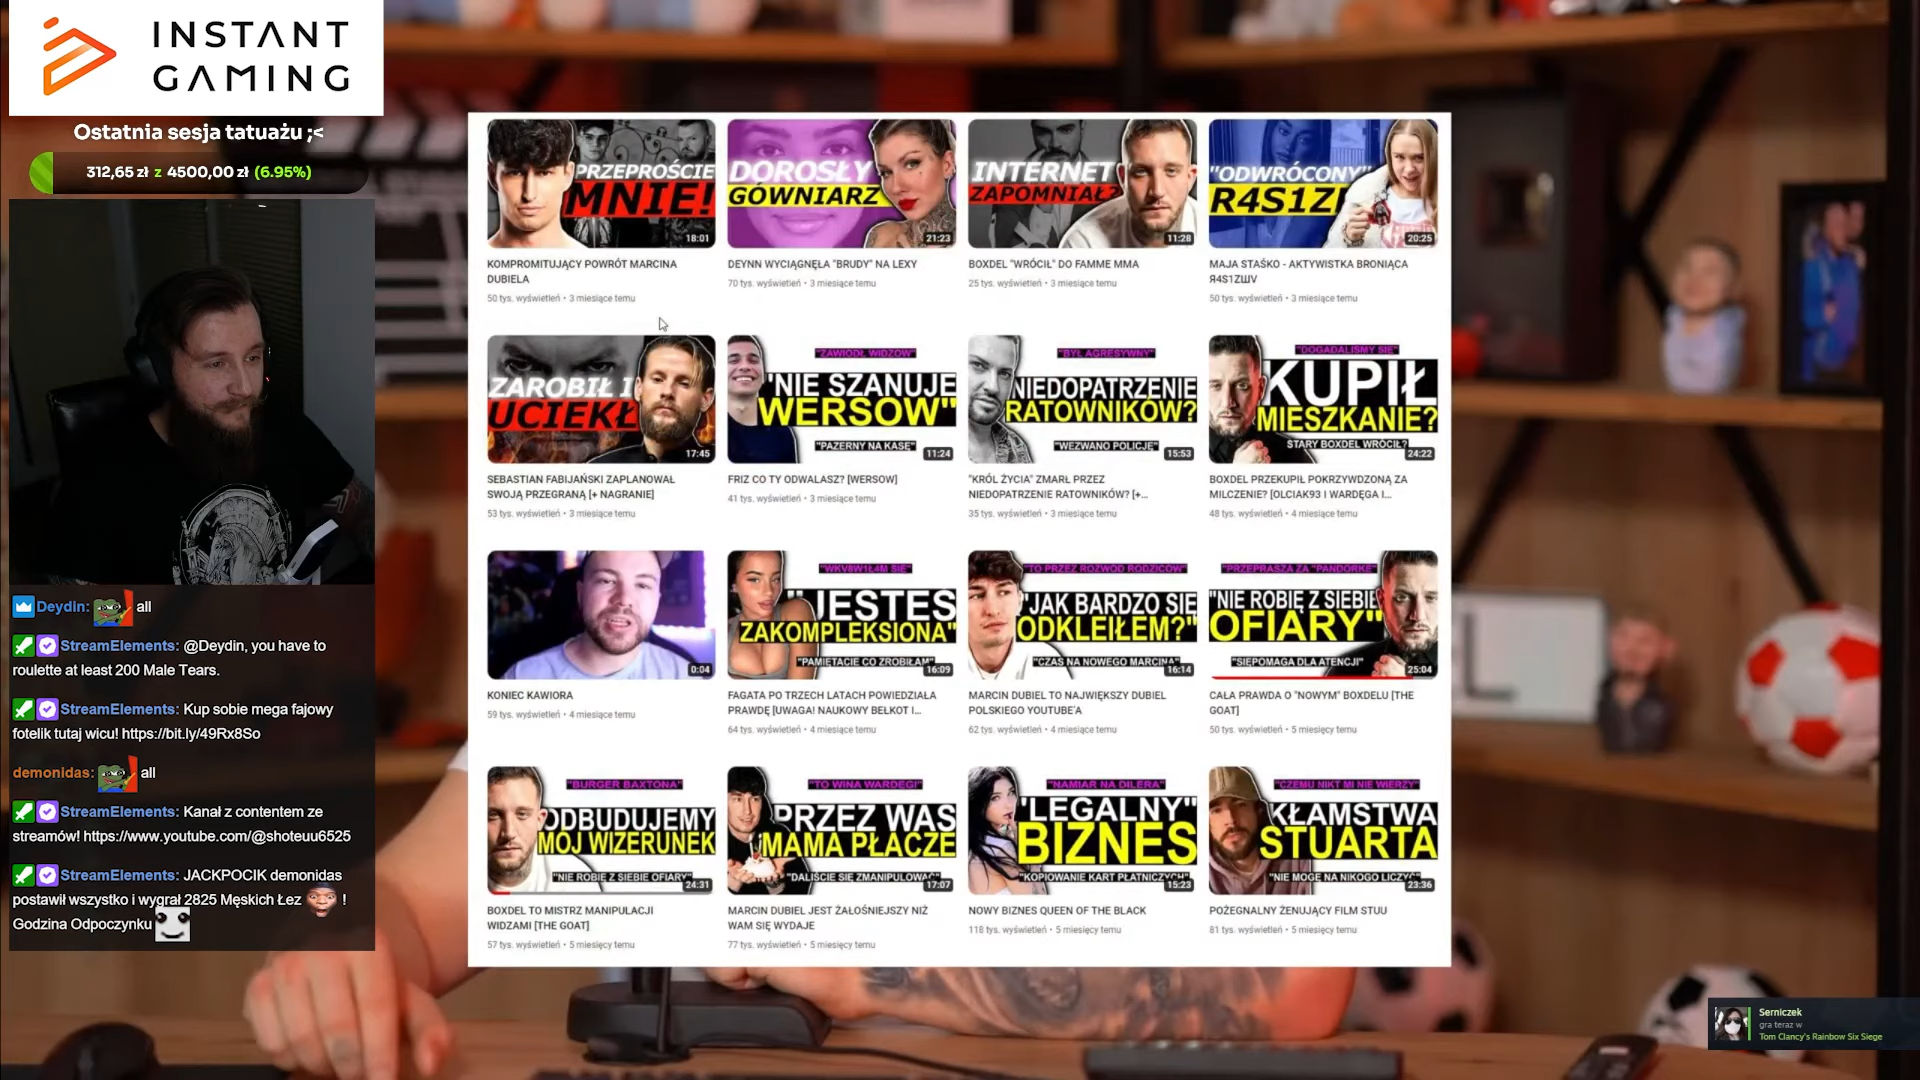 INSTANT
GAMING
Ostatnia sesja tatuażu ;<
312,65 zł z 4500,00 zł (6.95%)
PRZEPROŚCIE
MNIE!
18:01
KOMPROMITUJĄCY POWRÓT MARCINA
DUBIELA
50 tys. wyświetleń • 3 miesiące temu
DOROSŁY
GÓWNIARZ
21:23
DEYNN WYCIĄGNĘŁA "BRUDY" NA LEXY
70 tys. wyświetleń • 3 miesiące temu
INTERNET
ZAPOMNIAŁ?
11:28
BOXDEL "WRÓCIŁ" DO FAMME MMA
25 tys. wyświetleń • 3 miesiące temu
"ODWRÓCONY"
R4S1Z
20:25
MAJA STAŚKO - AKTYWISTKA BRONIĄCA
Я4S1ZШV
50 tys. wyświetleń • 3 miesiące temu
ZAROBIŁ I
UCIEKŁ
17:45
SEBASTIAN FABIJAŃSKI ZAPLANOWAŁ
SWOJĄ PRZEGRANĄ [+ NAGRANIE]
53 tys. wyświetleń • 3 miesiące temu
"ZAWIÓDŁ WIDZÓW"
"NIE SZANUJE
WERSOW"
"PAZERNY NA KASĘ"
11:24
FRIZ CO TY ODWALASZ? [WERSOW]
41 tys. wyświetleń • 3 miesiące temu
"BYŁ AGRESYWNY"
NIEDOPATRZENIE
RATOWNIKÓW?
"WEZWANO POLICJĘ"
15:53
"KRÓL ŻYCIA" ZMARŁ PRZEZ
NIEDOPATRZENIE RATOWNIKÓW? [+...
35 tys. wyświetleń • 3 miesiące temu
"DOGADALIŚMY SIĘ"
KUPIŁ
MIESZKANIE?
STARY BOXDEL WRÓCIŁ?
24:22
BOXDEL PRZEKUPIŁ POKRZYWDZONĄ ZA
MILCZENIE? [OLCIAK93 I WARDĘGA I...
48 tys. wyświetleń • 4 miesiące temu
0:04
KONIEC KAWIORA
59 tys. wyświetleń • 4 miesiące temu
"WKV8W1Ł4M SIĘ"
"JESTEŚ
ZAKOMPLEKSIONA"
"PAMIĘTACIE CO ZROBIŁAM"
16:09
FAGATA PO TRZECH LATACH POWIEDZIAŁA
PRAWDĘ [UWAGA! NAUKOWY BEŁKOT I...
64 tys. wyświetleń • 4 miesiące temu
"TO PRZEZ ROZWÓD RODZICÓW"
"JAK BARDZO SIĘ
ODKLEIŁEM?"
"CZAS NA NOWEGO MARCINA"
16:14
MARCIN DUBIEL TO NAJWIĘKSZY DUBIEL
POLSKIEGO YOUTUBE'A
62 tys. wyświetleń • 4 miesiące temu
"PRZEPRASZA ZA "PANDORKĘ"
"NIE ROBIĘ Z SIEBIE
OFIARY"
"SIĘPOMAGA DLA ATENCJI"
25:04
CAŁA PRAWDA O "NOWYM" BOXDELU [THE
GOAT]
50 tys. wyświetleń • 5 miesięcy temu
"BURGER BAXTONA"
ODBUDUJEMY
MÓJ WIZERUNEK
"NIE ROBIĘ Z SIEBIE OFIARY"
24:31
BOXDEL TO MISTRZ MANIPULACJI
WIDZAMI [THE GOAT]
57 tys. wyświetleń • 5 miesięcy temu
"TO WINA WARDĘGI"
PRZEZ WAS
MAMA PŁACZE
"DALIŚCIE SIĘ ZMANIPULOWAĆ"
17:07
MARCIN DUBIEL JEST ŻAŁOŚNIEJSZY NIŻ
WAM SIĘ WYDAJE
77 tys. wyświetleń • 5 miesięcy temu
"NAMIAR NA DILERA"
"LEGALNY"
BIZNES
"KOPIOWANIE KART PŁATNICZYCH"
15:23
NOWY BIZNES QUEEN OF THE BLACK
118 tys. wyświetleń • 5 miesięcy temu
"CZEMU NIKT MI NIE WIERZY"
KŁAMSTWA
STUARTA
"NIE MOGĘ NA NIKOGO LICZYĆ"
23:36
POŻEGNALNY ŻENUJĄCY FILM STUU
81 tys. wyświetleń • 5 miesięcy temu
Deydin: all
StreamElements: @Deydin, you have to
roulette at least 200 Male Tears.
StreamElements: Kup sobie mega fajowy
fotelik tutaj wicu! https://bit.ly/49Rx8So
demonidas: all
StreamElements: Kanał z contentem ze
streamów! https://www.youtube.com/@shoteuu6525
StreamElements: JACKPOCIK demonidas
postawił wszystko i wygrał 2825 Męskich Łez !
Godzina Odpoczynku
Serniczek
gra teraz w
Tom Clancy's Rainbow Six Siege